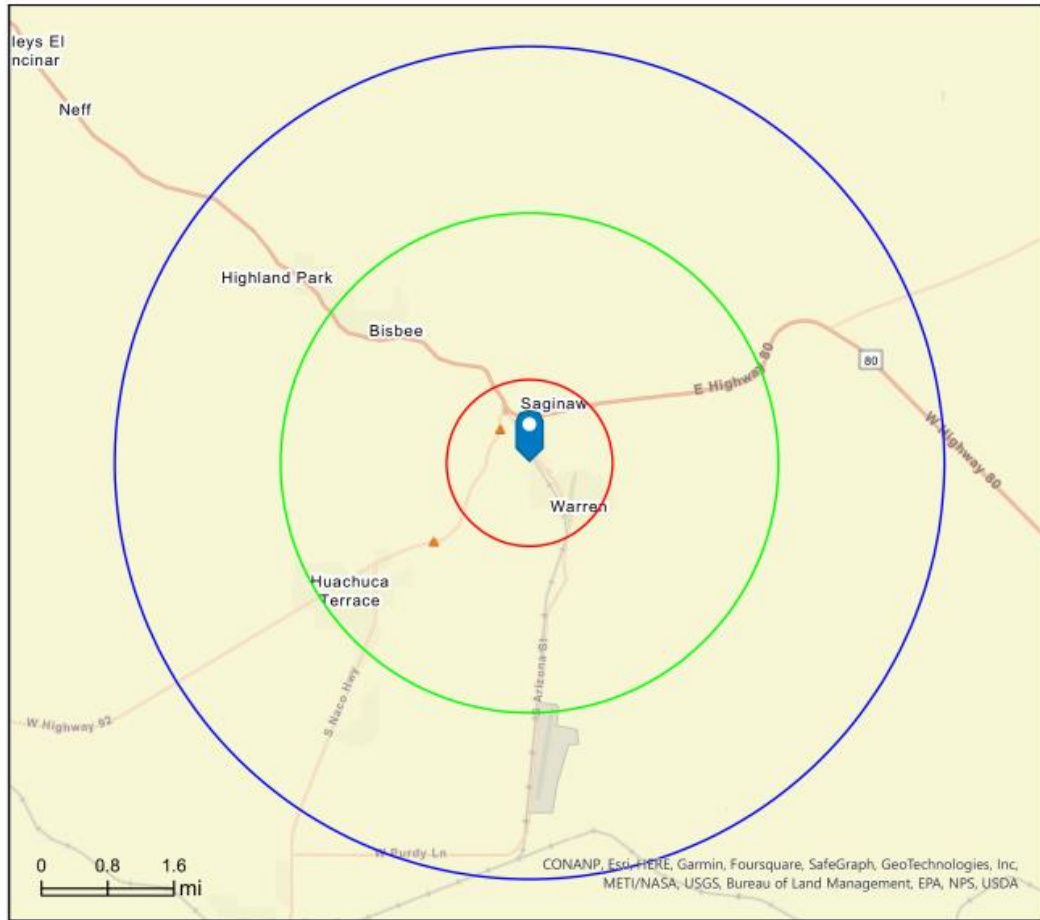 leys El
ncinar
Neff
Highland Park
Bisbee
E Highway 80
80
Saginaw
W Highway 80
Warren
Huachuca
Terrace
S Arizona St
S Naco Hwy
W Highway 92
W Purdy Ln
0 0.8 1.6
mi
CONANP, Esri, HERE, Garmin, Foursquare, SafeGraph, GeoTechnologies, Inc,
METI/NASA, USGS, Bureau of Land Management, EPA, NPS, USDA